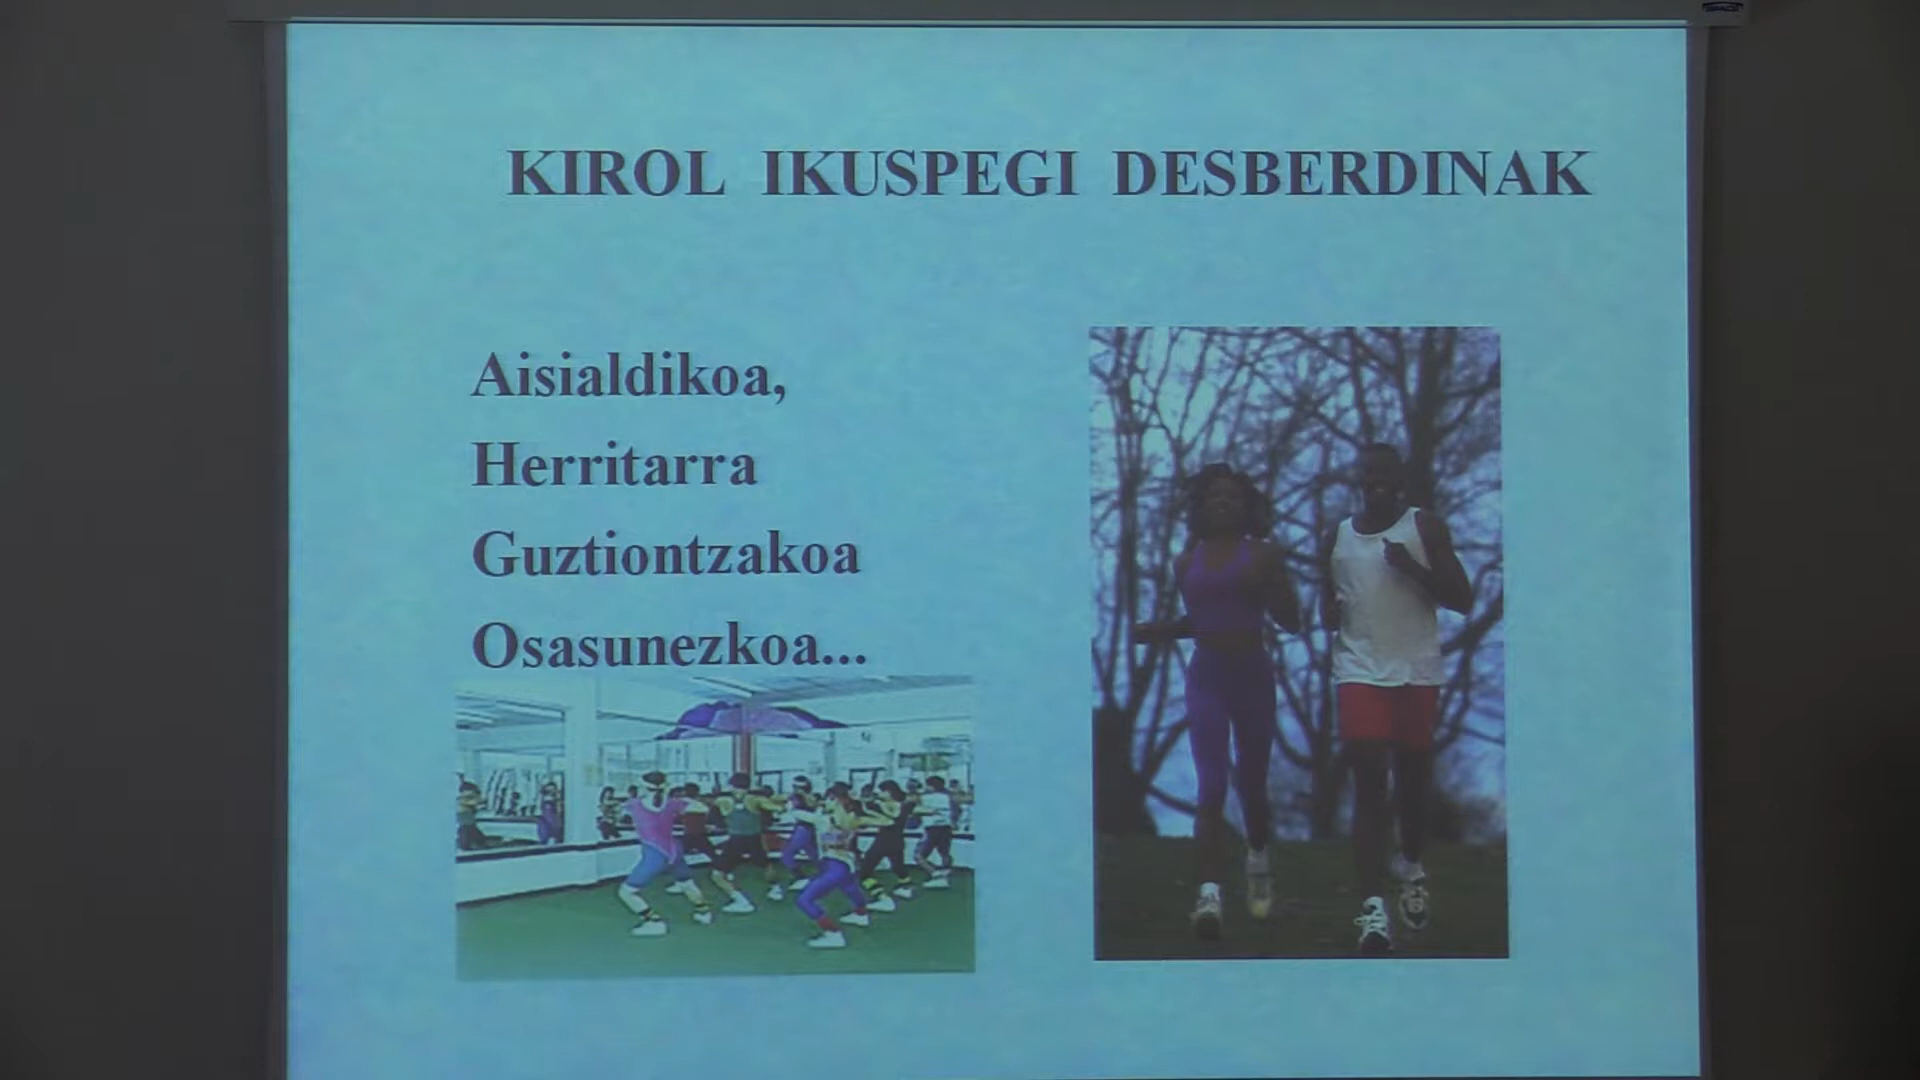 KIROL IKUSPEGI DESBERDINAK
Aisialdikoa,
Herritarra
Guztiontzakoa
Osasunezkoa...